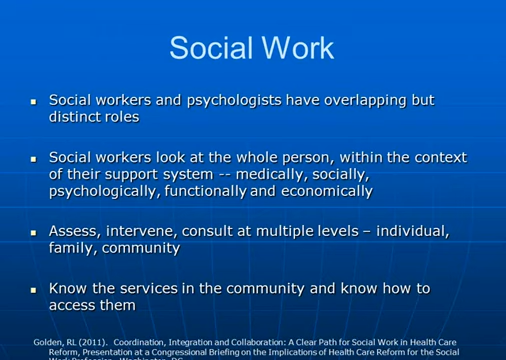 Social Work
Social workers and psychologists have overlapping but
distinct roles
Social workers look at the whole person, within the context
of their support system -- medically, socially,
psychologically, functionally and economically
Assess, intervene, consult at multiple levels – individual,
family, community
Know the services in the community and know how to
access them
Golden, RL (2011). Coordination, Integration and Collaboration: A Clear Path for Social Work in Health Care
Reform, Presentation at a Congressional Briefing on the Implications of Health Care Reform for the Social
Work Profession, Washington, DC